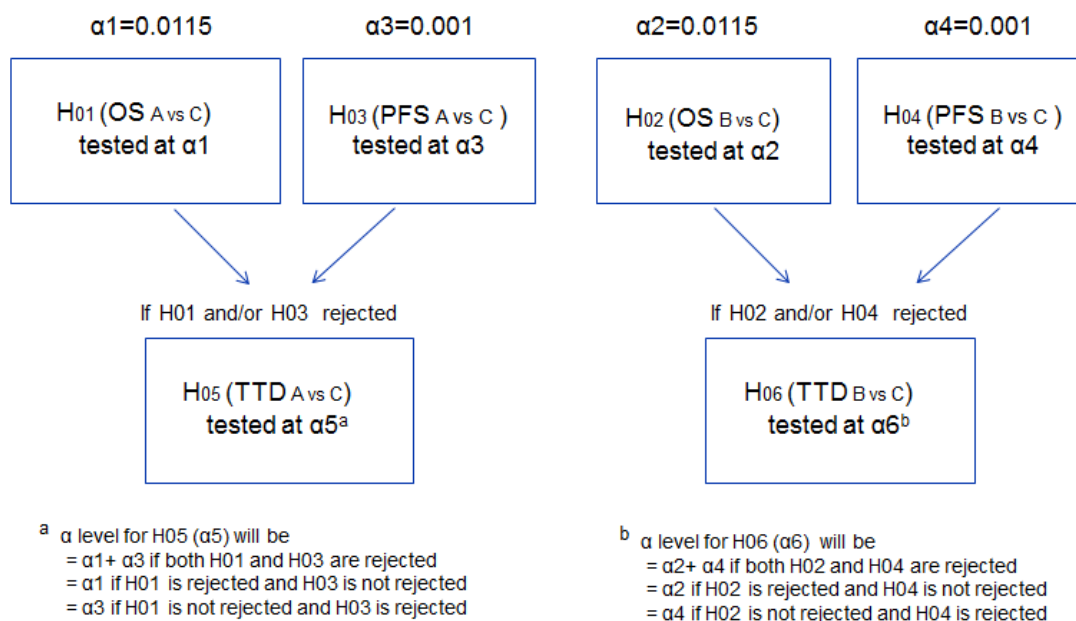 α1=0.0115
α3=0.001
α2=0.0115
α4=0.001
H01 (OS A vs C)
tested at α1
H03 (PFS A vs C )
tested at α3
H02 (OS B vs C)
tested at α2
H04 (PFS B vs C )
tested at α4
If H01 and/or H03 rejected
If H02 and/or H04 rejected
H05 (TTD A vs C)
tested at α5ª
H06 (TTD B vs C)
tested at α6ᵇ
a α level for H05 (α5) will be
= α1+ α3 if both H01 and H03 are rejected
= α1 if H01 is rejected and H03 is not rejected
= α3 if H01 is not rejected and H03 is rejected
b α level for H06 (α6) will be
= α2+ α4 if both H02 and H04 are rejected
= α2 if H02 is rejected and H04 is not rejected
= α4 if H02 is not rejected and H04 is rejected